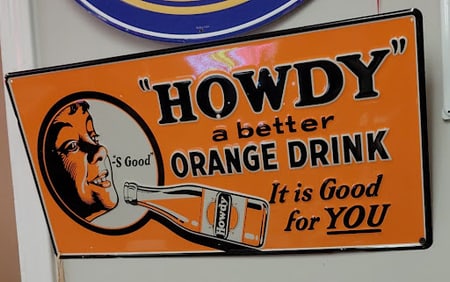 "HOWDY"
a better
ORANGE DRINK
-'S Good"
It is Good
for YOU
Howdy